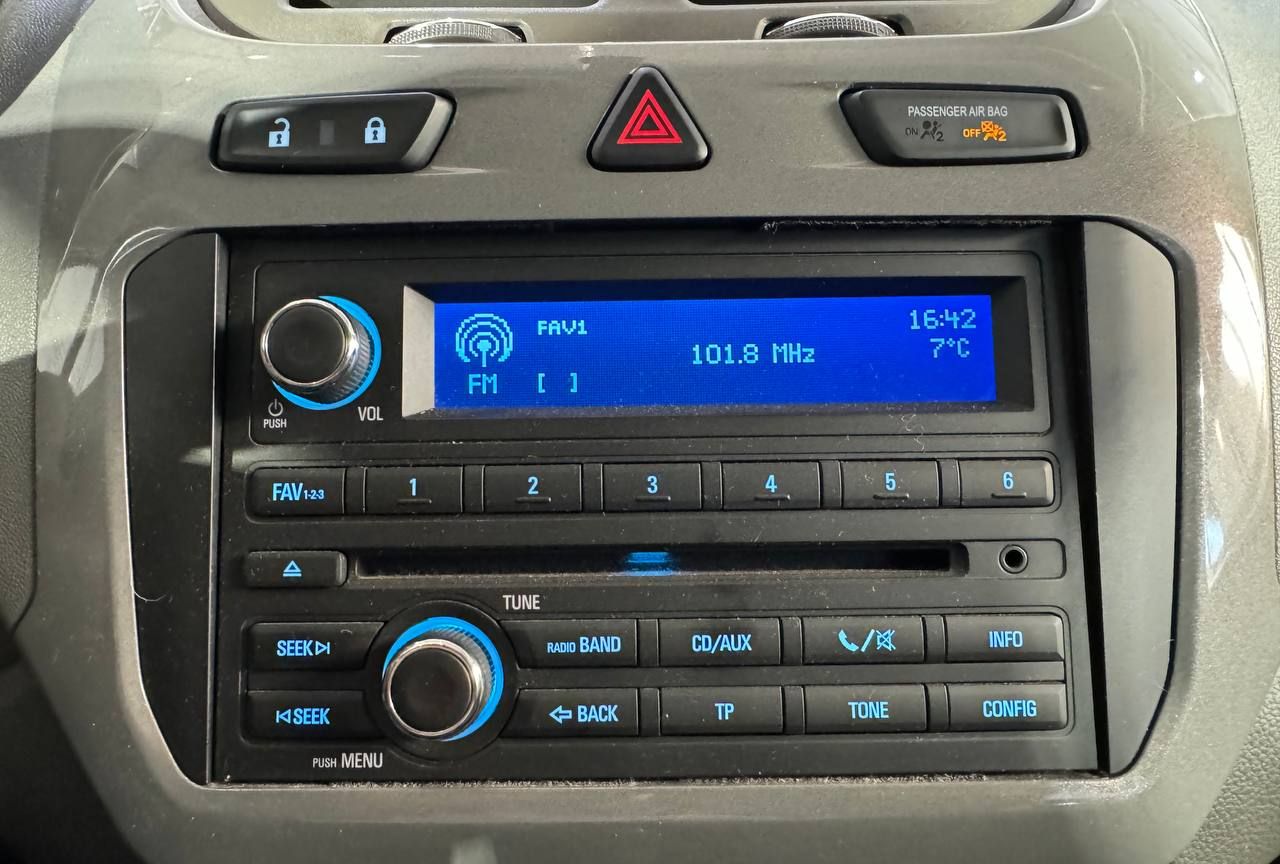 PASSENGER AIR BAG
ON 2 OFF 2
FAV1
16:42
101.8 MHz
7°C
FM [ ]
PUSH
VOL
FAV1-2-3 1 2 3 4 5 6
TUNE
SEEK RADIO BAND CD/AUX / INFO
SEEK BACK TP TONE CONFIG
PUSH MENU